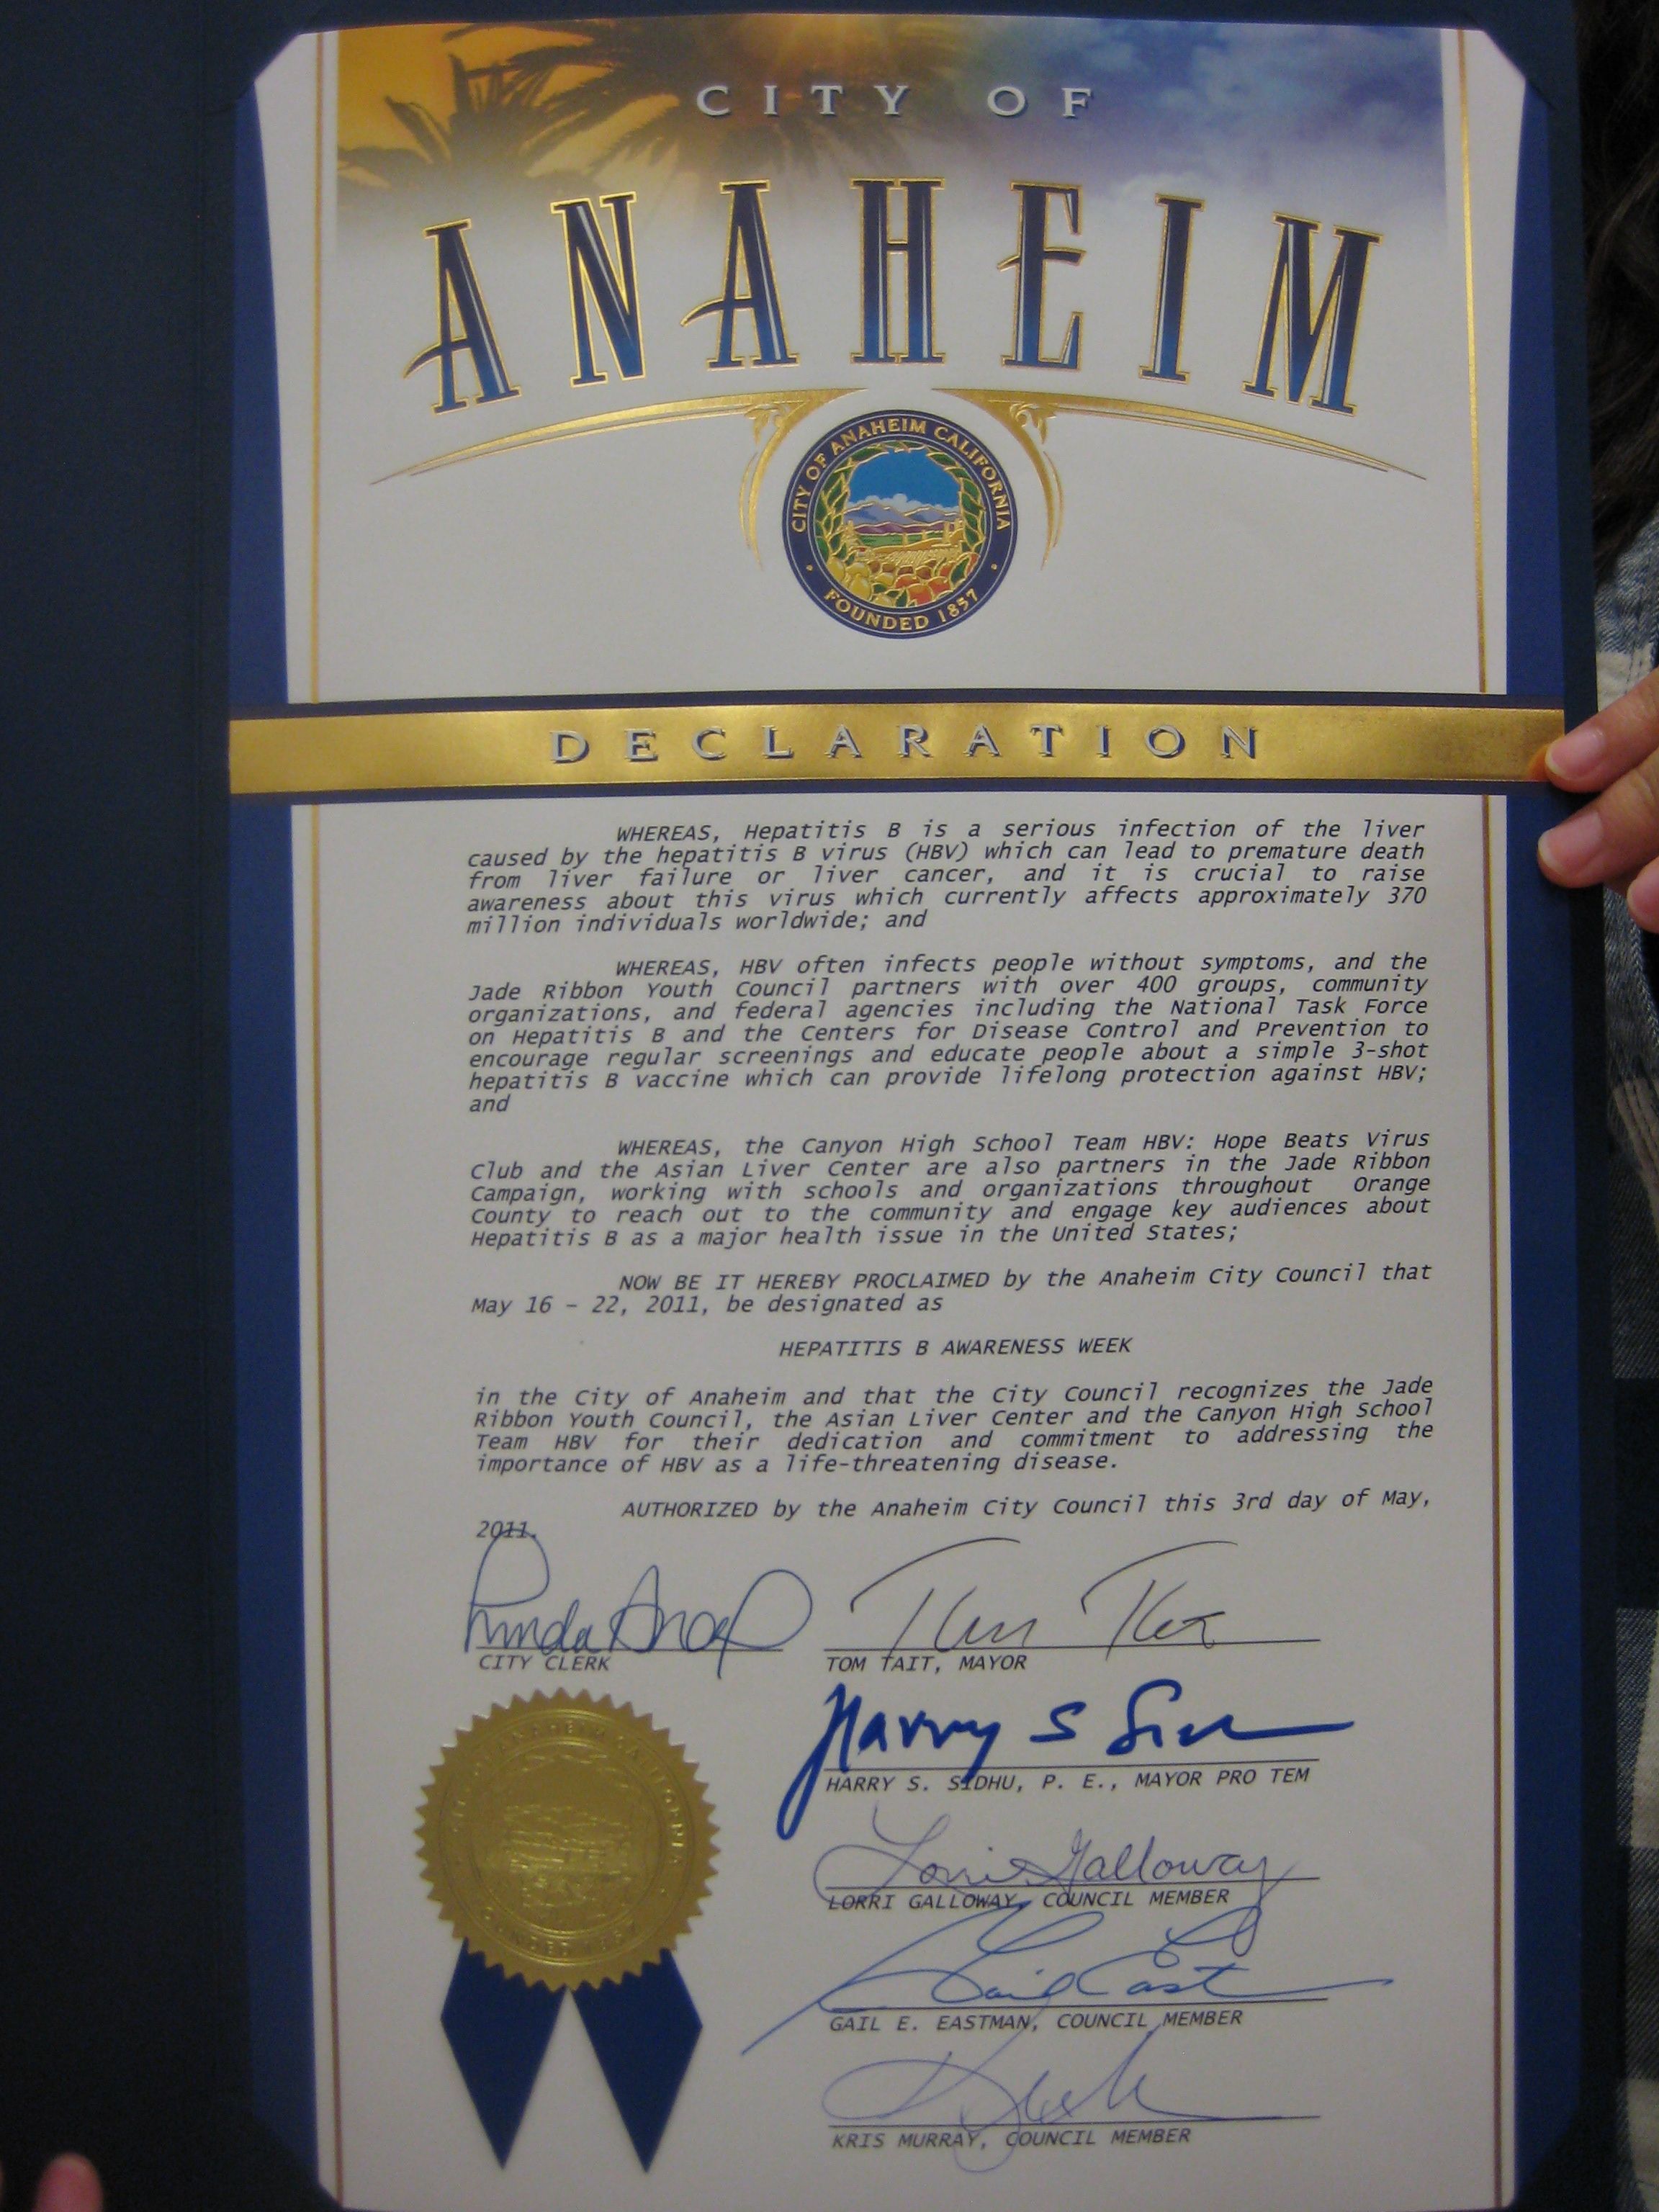 CITY OF
ANAHEIM
CITY OF ANAHEIM CALIFORNIA
FOUNDED 1857
DECLARATION
WHEREAS, Hepatitis B is a serious infection of the liver
caused by the hepatitis B virus (HBV) which can lead to premature death
from liver failure or liver cancer, and it is crucial to raise
awareness about this virus which currently affects approximately 370
million individuals worldwide; and
WHEREAS, HBV often infects people without symptoms, and the
Jade Ribbon Youth Council partners with over 400 groups, community
organizations, and federal agencies including the National Task Force
on Hepatitis B and the Centers for Disease Control and Prevention to
encourage regular screenings and educate people about a simple 3-shot
hepatitis B vaccine which can provide lifelong protection against HBV;
and
WHEREAS, the Canyon High School Team HBV: Hope Beats Virus
Club and the Asian Liver Center are also partners in the Jade Ribbon
Campaign, working with schools and organizations throughout Orange
County to reach out to the community and engage key audiences about
Hepatitis B as a major health issue in the United States;
NOW BE IT HEREBY PROCLAIMED by the Anaheim City Council that
May 16 - 22, 2011, be designated as
HEPATITIS B AWARENESS WEEK
in the City of Anaheim and that the City Council recognizes the Jade
Ribbon Youth Council, the Asian Liver Center and the Canyon High School
Team HBV for their dedication and commitment to addressing the
importance of HBV as a life-threatening disease.
AUTHORIZED by the Anaheim City Council this 3rd day of May,
2011.
Linda
CITY CLERK
TOM TAIT, MAYOR
Harry S
HARRY S. SIDHU, P. E., MAYOR PRO TEM
Lorri Galloway
LORRI GALLOWAY, COUNCIL MEMBER
Gail East
GAIL E. EASTMAN, COUNCIL MEMBER
KRIS MURRAY, COUNCIL MEMBER